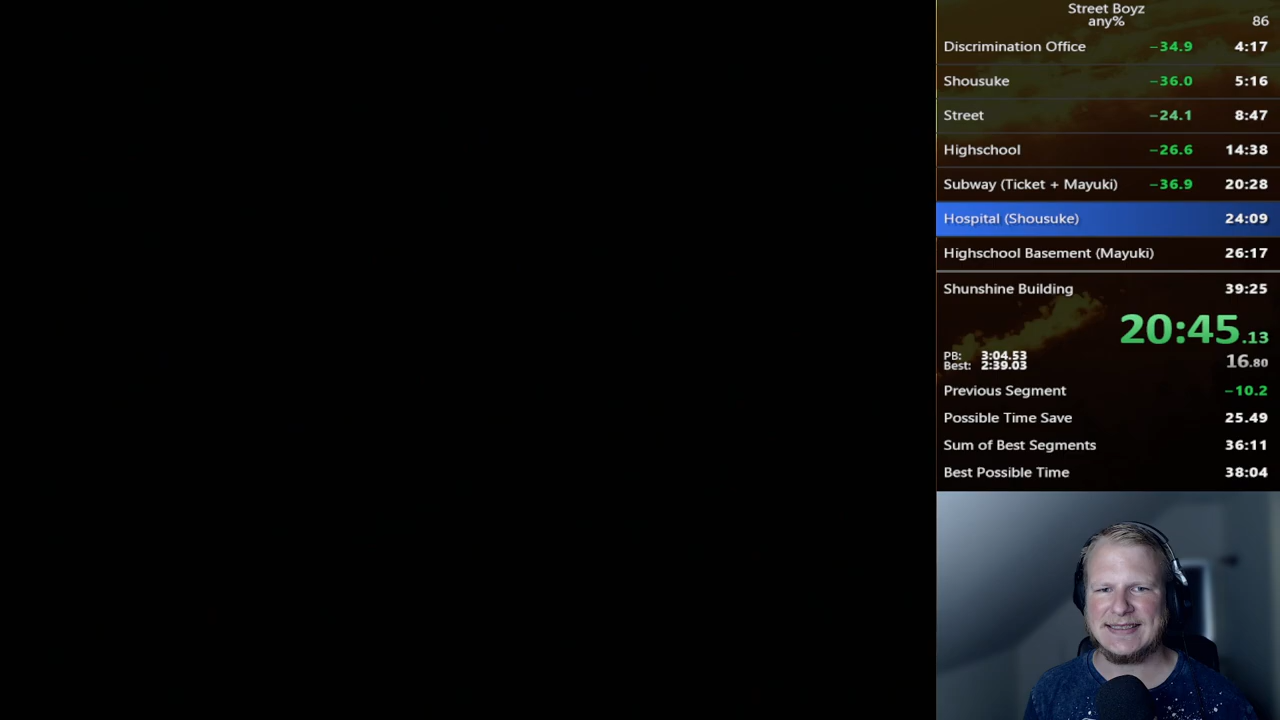 Street Boyz
any% 86
Discrimination Office −34.9 4:17
Shousuke −36.0 5:16
Street −24.1 8:47
Highschool −26.6 14:38
Subway (Ticket + Mayuki) −36.9 20:28
Hospital (Shousuke) 24:09
Highschool Basement (Mayuki) 26:17
Shunshine Building 39:25
20:45.13
PB: 3:04.53
Best: 2:39.03
16.80
Previous Segment −10.2
Possible Time Save 25.49
Sum of Best Segments 36:11
Best Possible Time 38:04